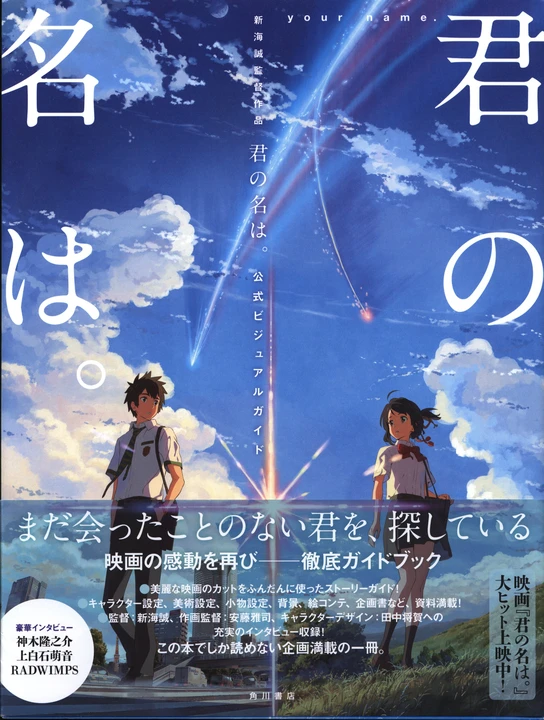 your name.
君の
名は。
新海誠監督作品 君の名は。 公式ビジュアルガイド
まだ会ったことのない君を、探している
映画の感動を再び――徹底ガイドブック
●美麗な映画のカットをふんだんに使ったストーリーガイド!
●キャラクター設定、美術設定、小物設定、背景、絵コンテ、企画書など、資料満載!
●監督:新海誠、作画監督:安藤雅司、キャラクターデザイン:田中将賀への
充実のインタビュー収録!
この本でしか読めない企画満載の一冊。
映画『君の名は。』
大ヒット上映中!
豪華インタビュー
神木隆之介
上白石萌音
RADWIMPS
角川書店